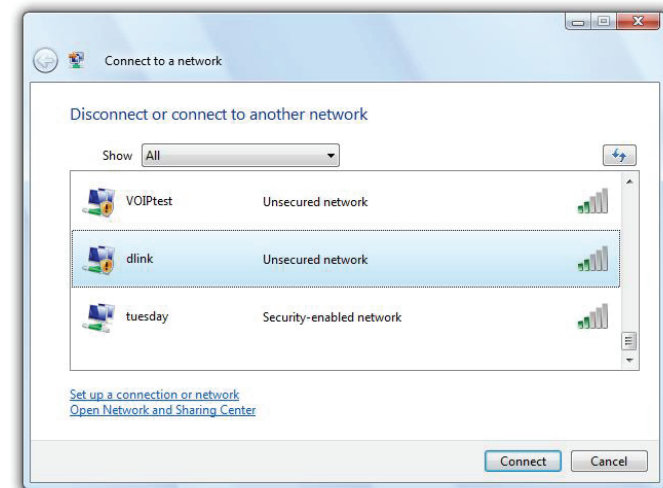 Connect to a network
Disconnect or connect to another network
Show All
VOIPtest Unsecured network
dlink Unsecured network
tuesday Security-enabled network
Set up a connection or network
Open Network and Sharing Center
Connect Cancel